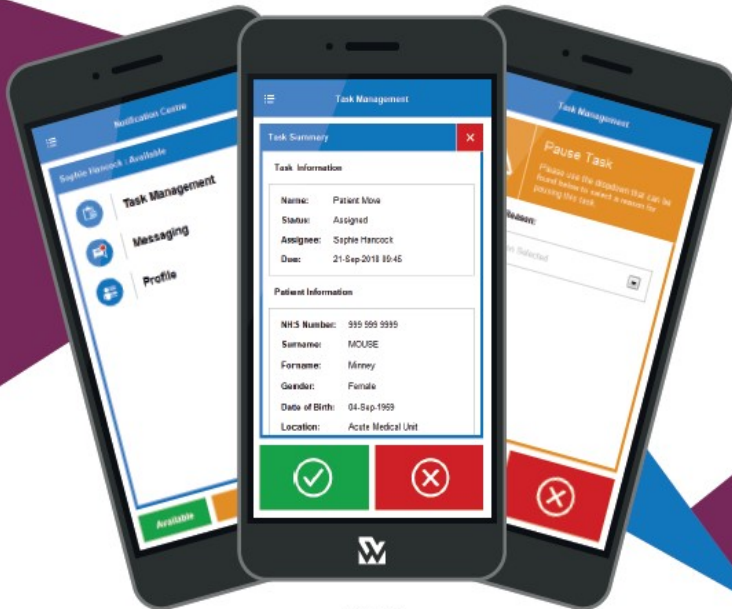 Notification Centre
Sophie Hancock : Available
Task Management
Messaging
Profile
Available
Task Management
Task Summary
Task Information
Name: Patient Move
Status: Assigned
Assignee: Sophie Hancock
Due: 21-Sep-2018 09:45
Patient Information
NHS Number: 999 999 9999
Surname: MOUSE
Forname: Minney
Gender: Female
Date of Birth: 04-Sep-1969
Location: Acute Medical Unit
Task Management
Pause Task
Please use the dropdown that can be
found below to select a reason for
pausing this task.
Reason:
Selected